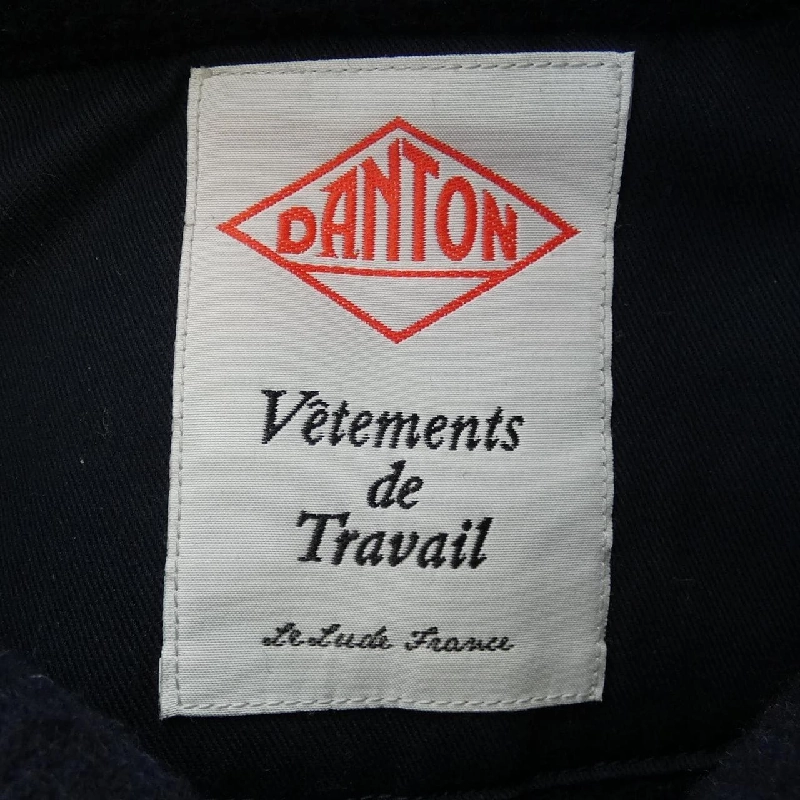 DANTON
Vêtements
de
Travail
Le Lude France